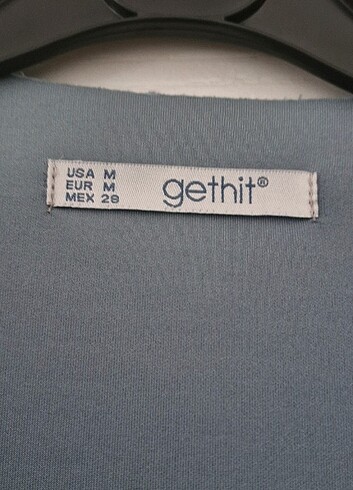 USA M
EUR M
MEX 28
gethit®